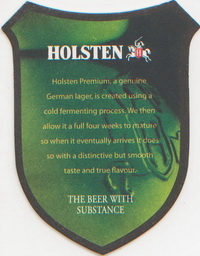 HOLSTEN
Holsten Premium, a genuine
German lager, is created using a
cold fermenting process. We then
allow it a full four weeks to mature
so when it eventually arrives it does
so with a distinctive but smooth
taste and true flavour.
THE BEER WITH
SUBSTANCE